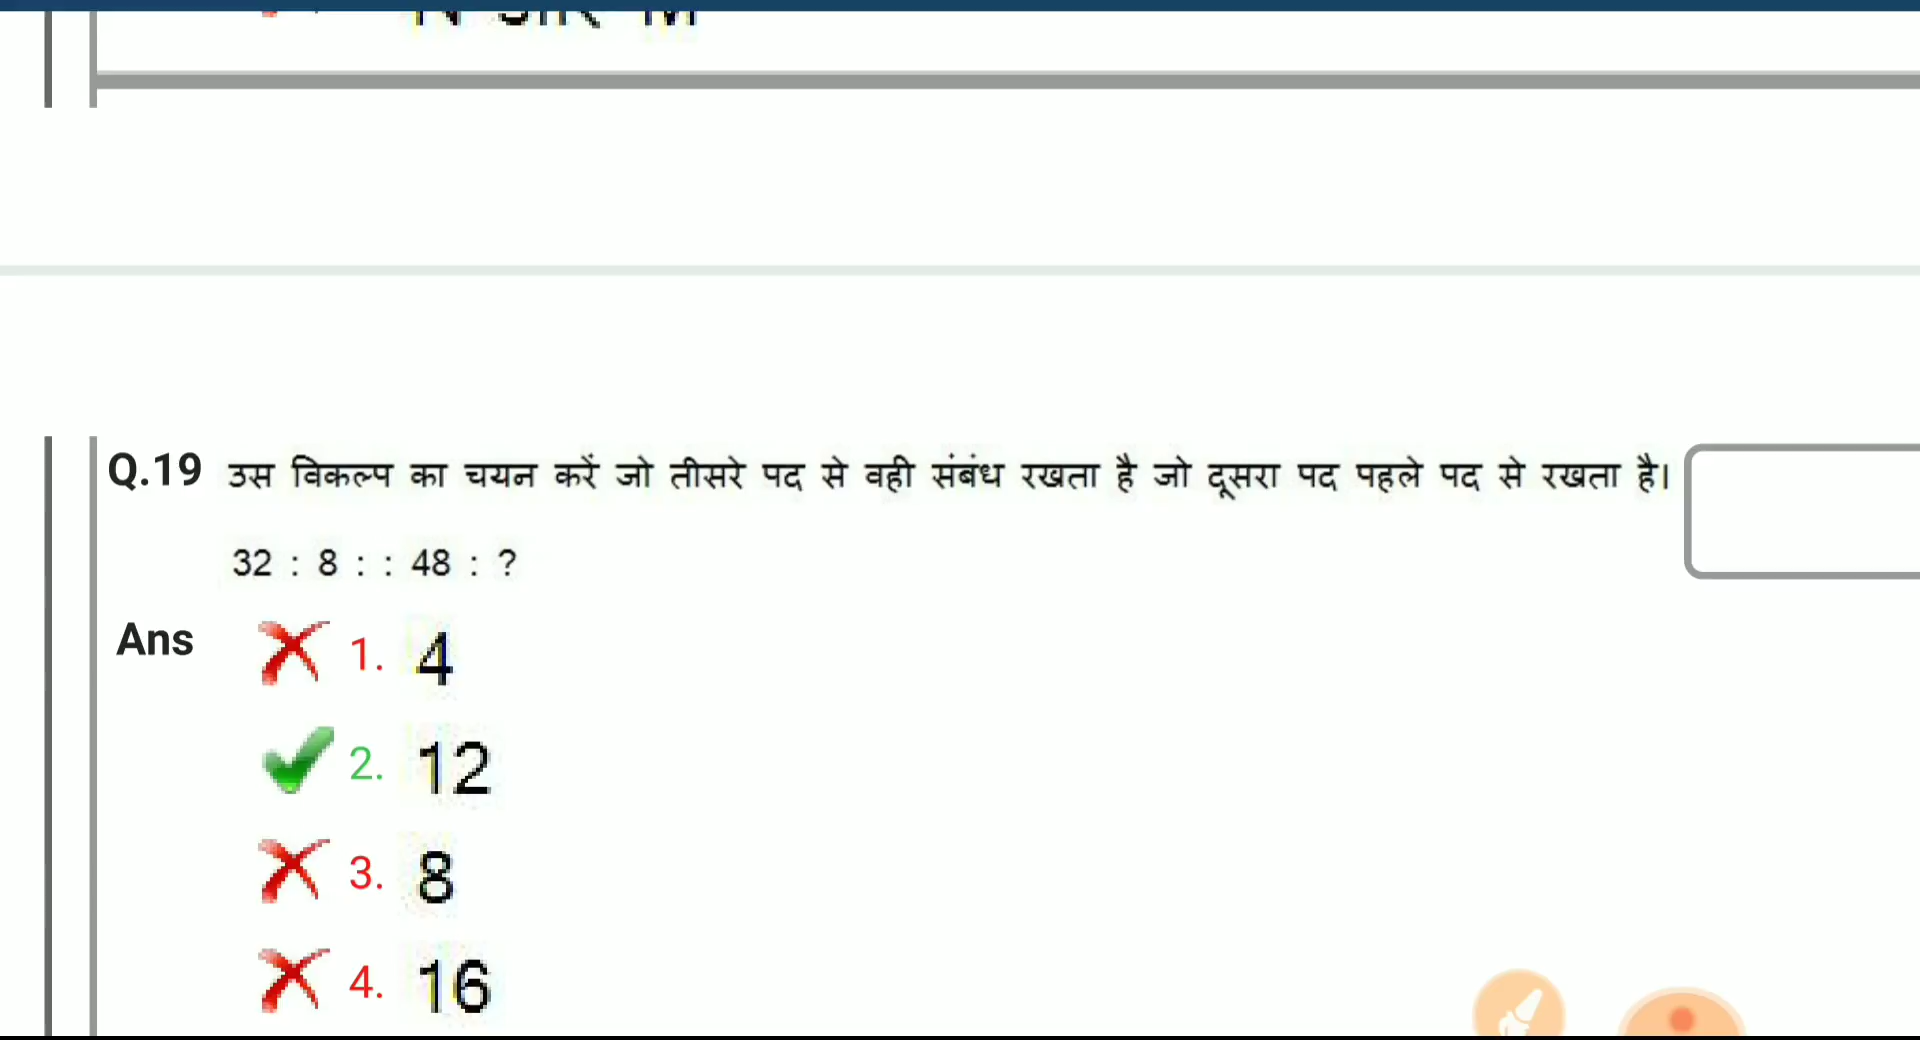 Q.19 उस विकल्प का चयन करें जो तीसरे पद से वही संबंध रखता है जो दूसरा पद पहले पद से रखता है।
32 : 8 : : 48 : ?
Ans 1. 4
2. 12
3. 8
4. 16